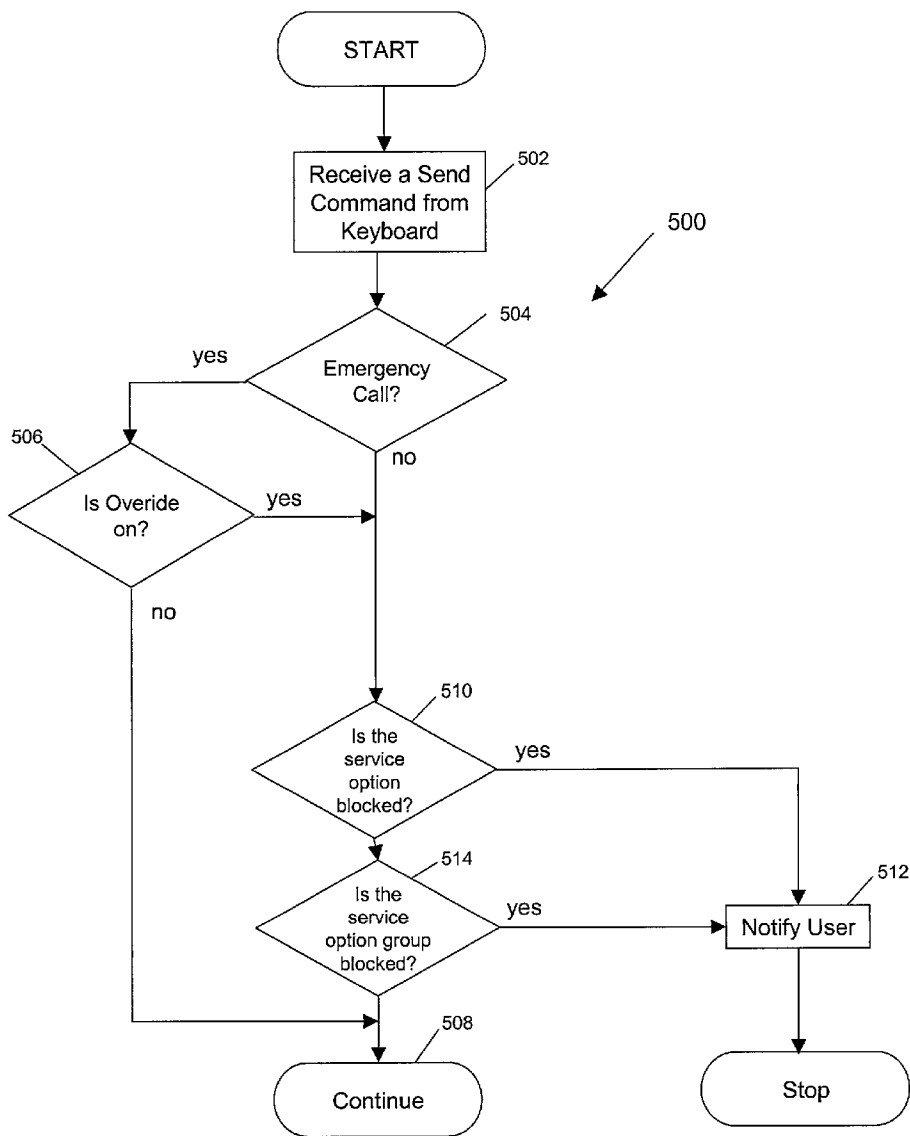 START
502
Receive a Send
Command from
Keyboard
500
504
yes
Emergency
Call?
506
no
Is Overide
on?
yes
no
510
Is the
service
option
blocked?
yes
514
Is the
service
option group
blocked?
yes
512
Notify User
508
Continue
Stop